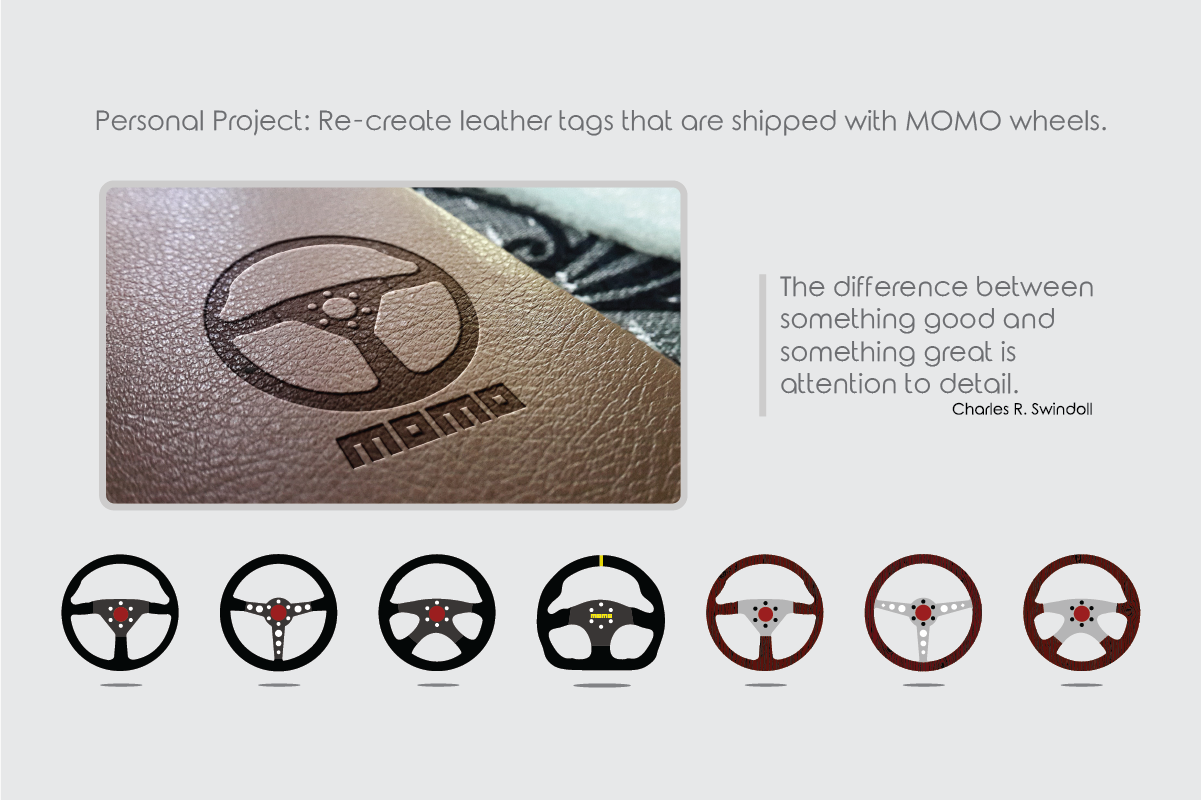 Personal Project: Re-create leather tags that are shipped with MOMO wheels.
momo
The difference between
something good and
something great is
attention to detail.
Charles R. Swindoll
momo